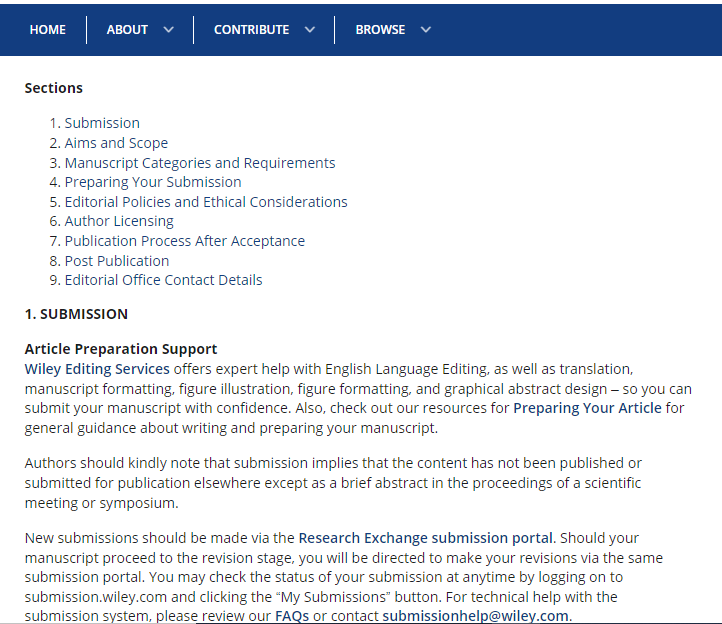 HOME ABOUT CONTRIBUTE BROWSE
Sections
1. Submission
2. Aims and Scope
3. Manuscript Categories and Requirements
4. Preparing Your Submission
5. Editorial Policies and Ethical Considerations
6. Author Licensing
7. Publication Process After Acceptance
8. Post Publication
9. Editorial Office Contact Details
1. SUBMISSION
Article Preparation Support
Wiley Editing Services offers expert help with English Language Editing, as well as translation,
manuscript formatting, figure illustration, figure formatting, and graphical abstract design – so you can
submit your manuscript with confidence. Also, check out our resources for Preparing Your Article for
general guidance about writing and preparing your manuscript.
Authors should kindly note that submission implies that the content has not been published or
submitted for publication elsewhere except as a brief abstract in the proceedings of a scientific
meeting or symposium.
New submissions should be made via the Research Exchange submission portal. Should your
manuscript proceed to the revision stage, you will be directed to make your revisions via the same
submission portal. You may check the status of your submission at anytime by logging on to
submission.wiley.com and clicking the “My Submissions” button. For technical help with the
submission system, please review our FAQs or contact submissionhelp@wiley.com.